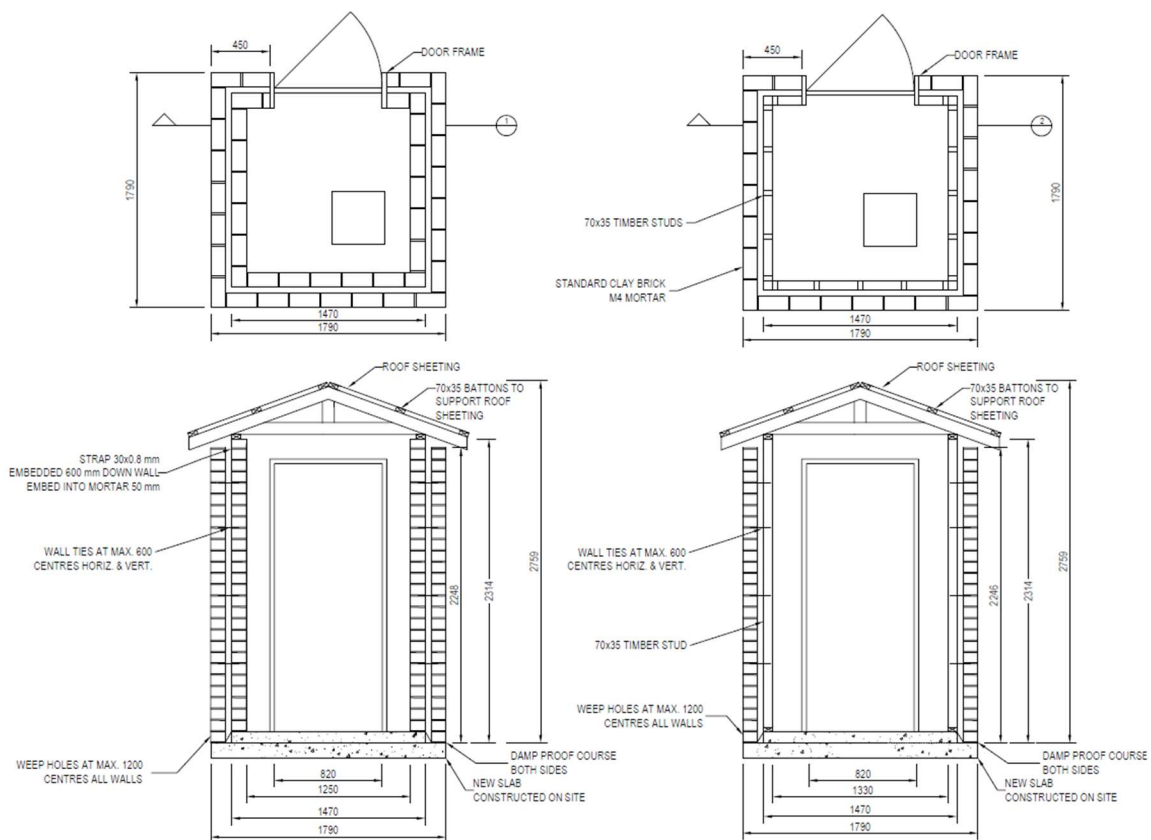 450
DOOR FRAME
1
1790
1470
1790
450
DOOR FRAME
2
1790
70x35 TIMBER STUDS
STANDARD CLAY BRICK
M4 MORTAR
1470
1790
ROOF SHEETING
70x35 BATTONS TO
SUPPORT ROOF
SHEETING
STRAP 30x0.8 mm
EMBEDDED 600 mm DOWN WALL
EMBED INTO MORTAR 50 mm
WALL TIES AT MAX. 600
CENTRES HORIZ. & VERT.
2248
2314
2759
WEEP HOLES AT MAX. 1200
CENTRES ALL WALLS
DAMP PROOF COURSE
BOTH SIDES
NEW SLAB
CONSTRUCTED ON SITE
820
1250
1470
1790
ROOF SHEETING
70x35 BATTONS TO
SUPPORT ROOF
SHEETING
WALL TIES AT MAX. 600
CENTRES HORIZ. & VERT.
70x35 TIMBER STUD
2246
2314
2759
WEEP HOLES AT MAX. 1200
CENTRES ALL WALLS
DAMP PROOF COURSE
BOTH SIDES
NEW SLAB
CONSTRUCTED ON SITE
820
1330
1470
1790